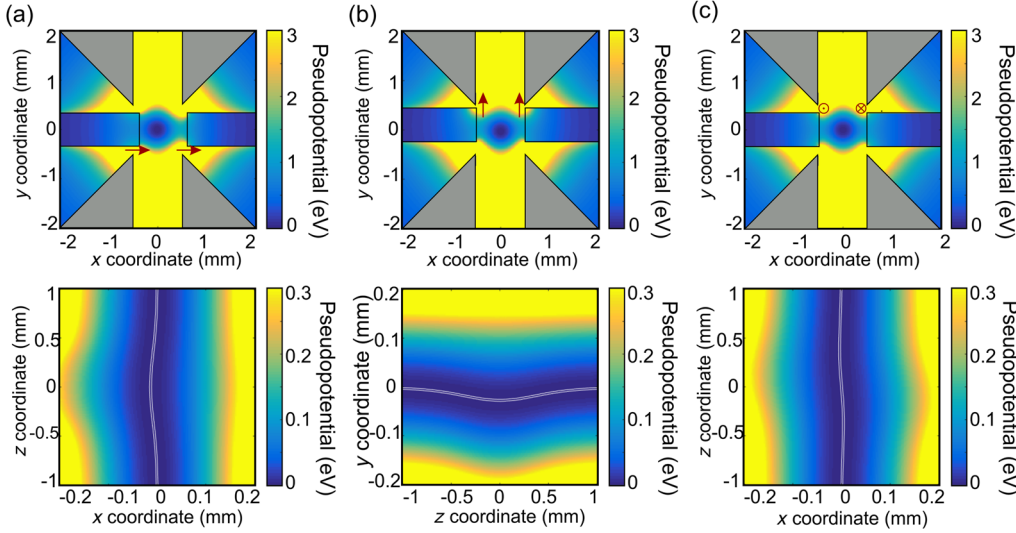 (a)
2
1
0
-1
-2
y coordinate (mm)
-2 -1 0 1 2
x coordinate (mm)
3
2
1
0
Pseudopotential (eV)
(b)
2
1
0
-1
-2
y coordinate (mm)
-2 -1 0 1 2
x coordinate (mm)
3
2
1
0
Pseudopotential (eV)
(c)
2
1
0
-1
-2
y coordinate (mm)
-2 -1 0 1 2
x coordinate (mm)
3
2
1
0
Pseudopotential (eV)
1
0.5
0
-0.5
-1
z coordinate (mm)
-0.2 -0.1 0 0.1 0.2
x coordinate (mm)
0.3
0.2
0.1
0
Pseudopotential (eV)
0.2
0.1
0
-0.1
-0.2
y coordinate (mm)
-1 -0.5 0 0.5 1
z coordinate (mm)
0.3
0.2
0.1
0
Pseudopotential (eV)
1
0.5
0
-0.5
-1
z coordinate (mm)
-0.2 -0.1 0 0.1 0.2
x coordinate (mm)
0.3
0.2
0.1
0
Pseudopotential (eV)